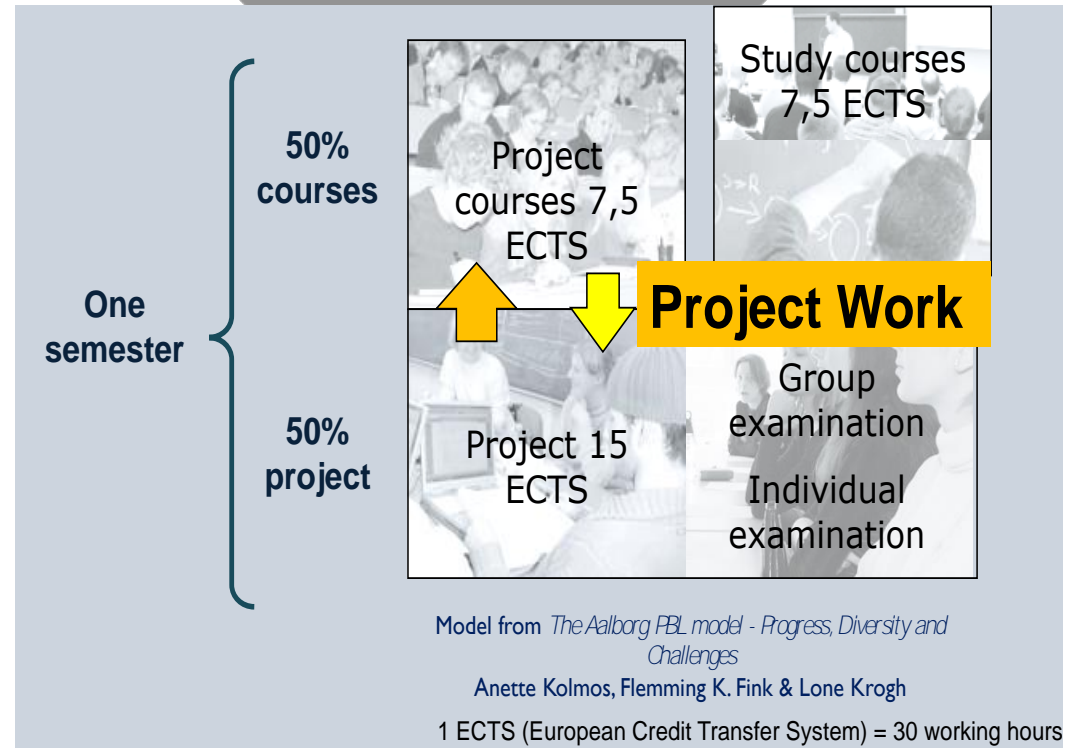 One
semester
50%
courses
50%
project
Project
courses 7,5
ECTS
Study courses
7,5 ECTS
Project Work
Project 15
ECTS
Group
examination
Individual
examination
Model from The Aalborg PBL model - Progress, Diversity and
Challenges
Anette Kolmos, Flemming K. Fink & Lone Krogh
1 ECTS (European Credit Transfer System) = 30 working hours